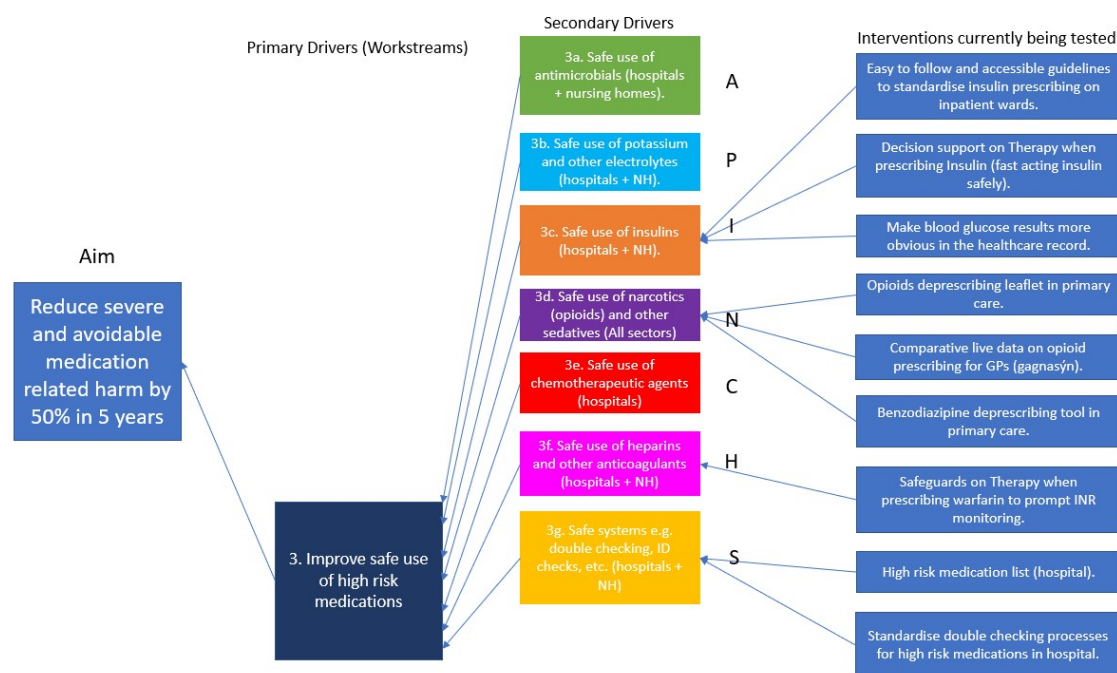 Primary Drivers (Workstreams)
Secondary Drivers
Interventions currently being tested
Aim
Reduce severe
and avoidable
medication
related harm by
50% in 5 years
3. Improve safe use
of high risk
medications
3a. Safe use of
antimicrobials (hospitals
+ nursing homes).
A
3b. Safe use of potassium
and other electrolytes
(hospitals + NH).
P
3c. Safe use of insulins
(hospitals + NH).
I
3d. Safe use of narcotics
(opioids) and other
sedatives (All sectors)
N
3e. Safe use of
chemotherapeutic agents
(hospitals)
C
3f. Safe use of heparins
and other anticoagulants
(hospitals + NH)
H
3g. Safe systems e.g.
double checking, ID
checks, etc. (hospitals +
NH)
S
Easy to follow and accessible guidelines
to standardise insulin prescribing on
inpatient wards.
Decision support on Therapy when
prescribing Insulin (fast acting insulin
safely).
Make blood glucose results more
obvious in the healthcare record.
Opioids deprescribing leaflet in primary
care.
Comparative live data on opioid
prescribing for GPs (gagnasýn).
Benzodiazipine deprescribing tool in
primary care.
Safeguards on Therapy when
prescribing warfarin to prompt INR
monitoring.
High risk medication list (hospital).
Standardise double checking processes
for high risk medications in hospital.